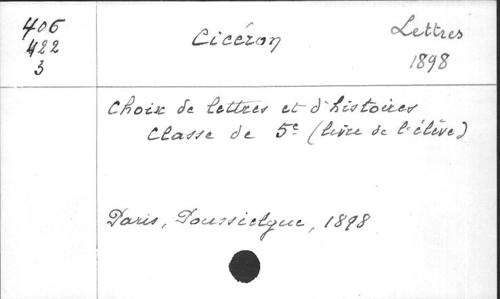 406
422
3
Cicéron
Lettres
1898
Choix de lettres et d'histoires
Classe de 5e (livre de l'élève)
Paris, Poussielgue, 1898